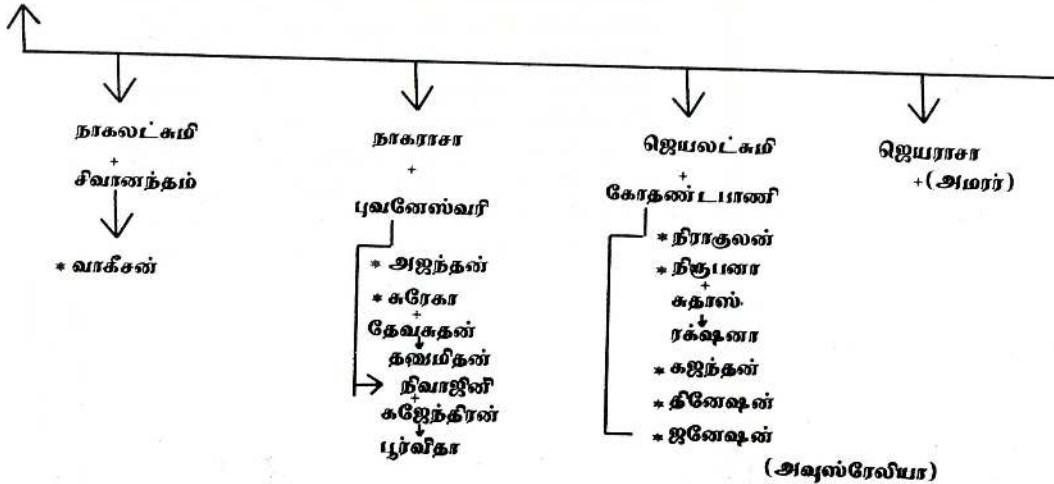 நாகலட்சுமி
+
சிவானந்தம்
* வாகீசன்
நாகராசா
+
புவனேஸ்வரி
* அஜந்தன்
* சுரேகா
+
தேவசுதன்
தனுமிதன்
நிவாஜினி
+
கஜேந்திரன்
பூர்விதா
ஜெயலட்சுமி
+
கோதண்டபாணி
* நிராகுலன்
* நிரூபனா
+
சுதாஸ்.
ரக்‌ஷனா
* கஜந்தன்
* தினேஷன்
* ஜனேஷன்
(அவுஸ்ரேலியா)
ஜெயராசா
+(அமரர்)